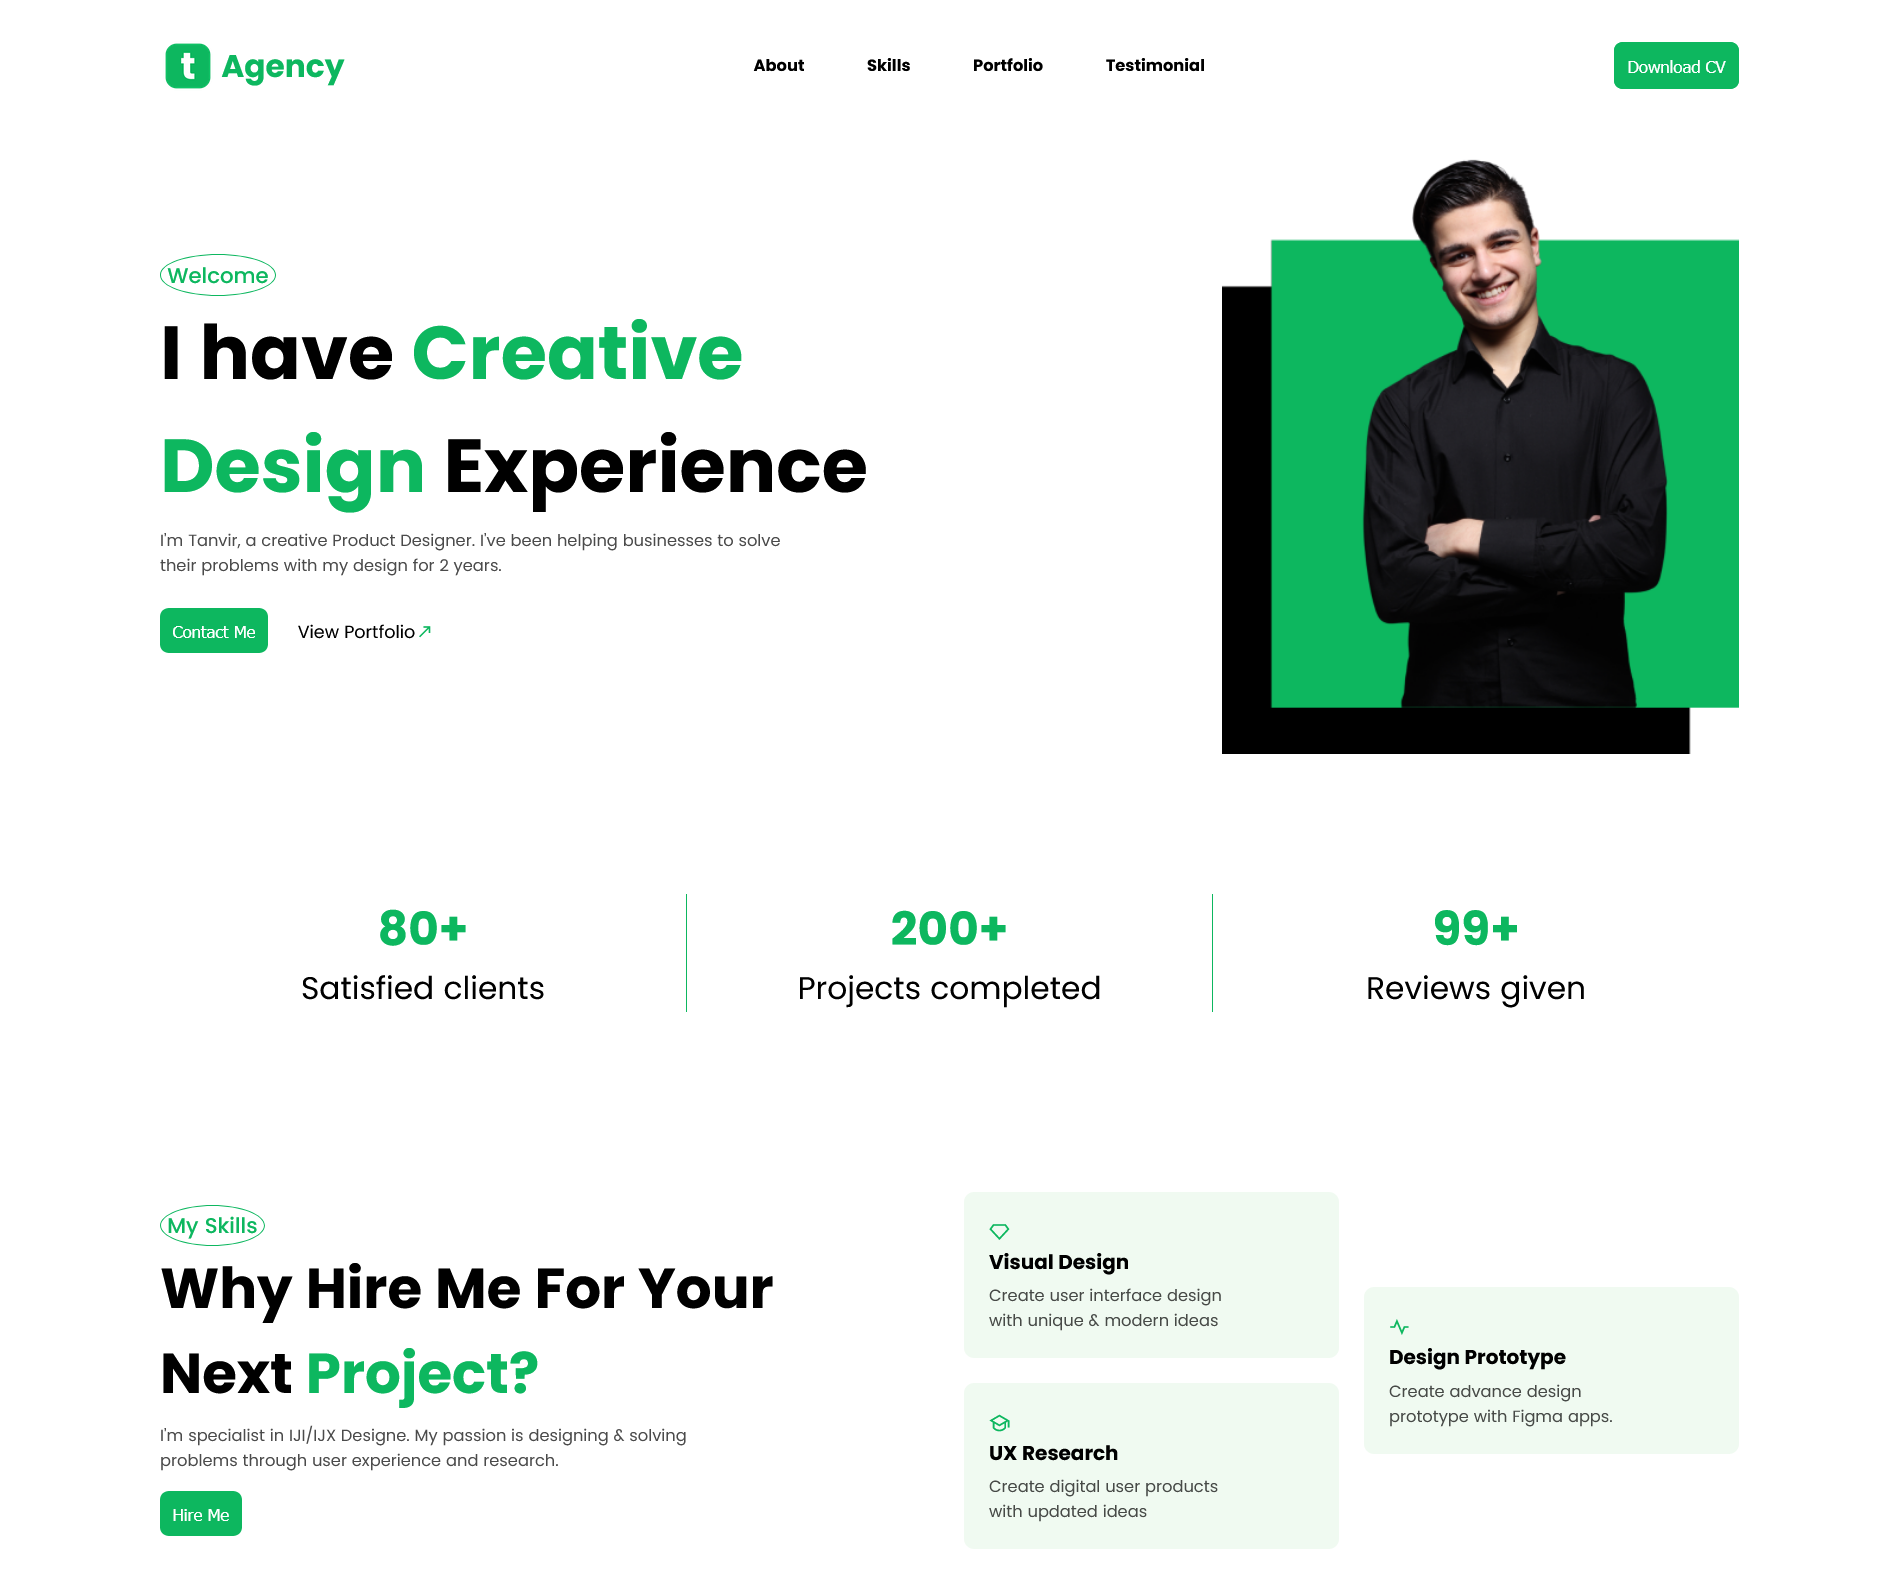 t Agency
About Skills Portfolio Testimonial
Download CV
Welcome
I have Creative
Design Experience
I'm Tanvir, a creative Product Designer. I've been helping businesses to solve
their problems with my design for 2 years.
Contact Me
View Portfolio
80+
Satisfied clients
200+
Projects completed
99+
Reviews given
My Skills
Why Hire Me For Your
Next Project?
I'm specialist in IJI/IJX Designe. My passion is designing & solving
problems through user experience and research.
Hire Me
Visual Design
Create user interface design
with unique & modern ideas
UX Research
Create digital user products
with updated ideas
Design Prototype
Create advance design
prototype with Figma apps.